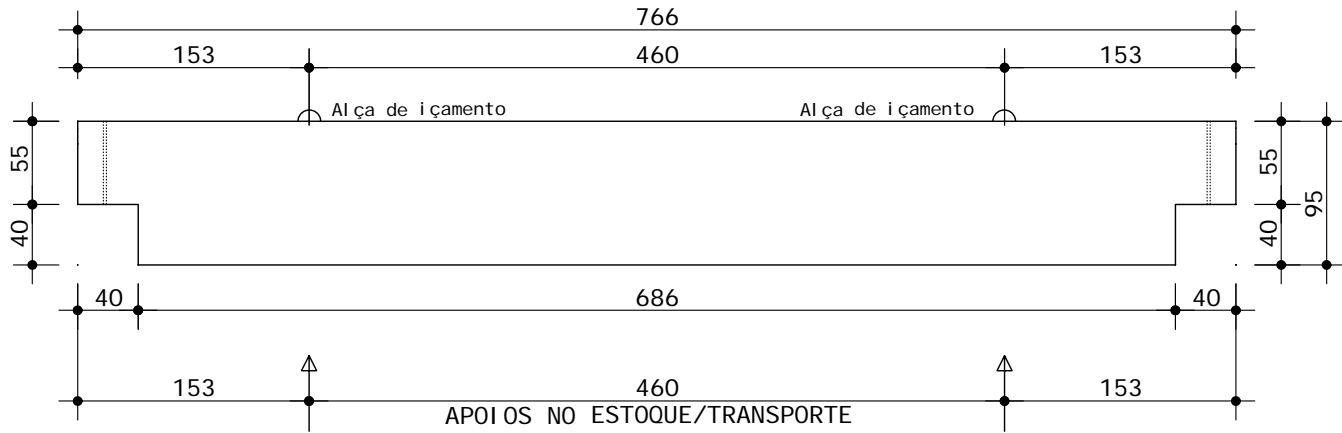 766
153 460 153
Alça de içamento Alça de içamento
55 55
95
40 40
40 686 40
153 460 153
APOIOS NO ESTOQUE/TRANSPORTE